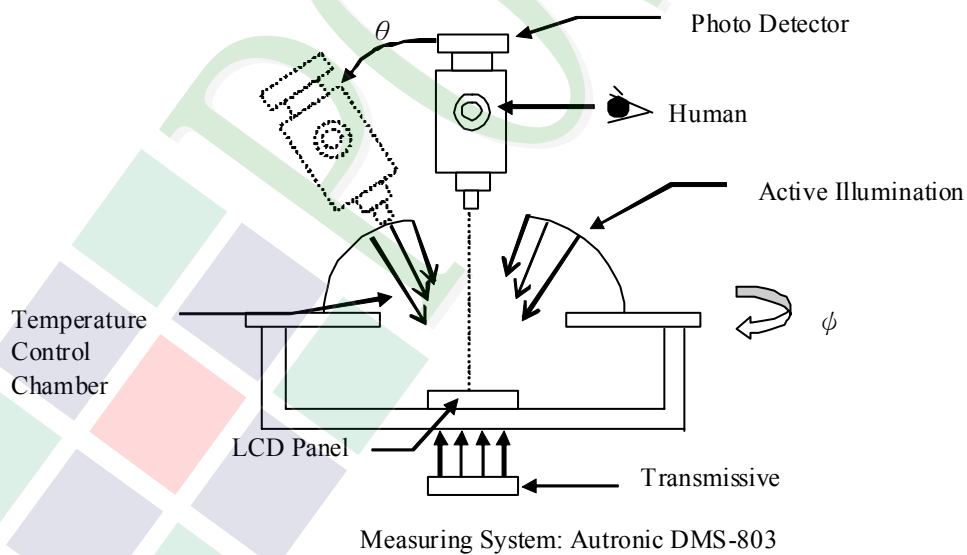 Photo Detector
θ
Human
Active Illumination
Temperature
Control
Chamber
ϕ
LCD Panel
Transmissive
Measuring System: Autronic DMS-803